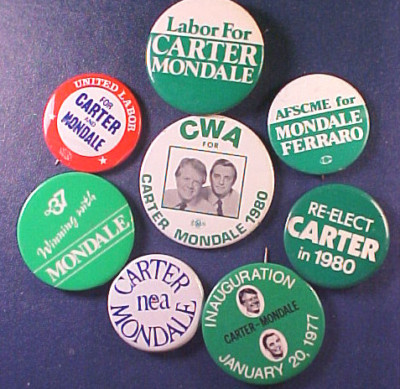 Labor For
CARTER
MONDALE
UNITED LABOR
FOR
CARTER
AND
MONDALE
AFSCME for
MONDALE
FERRARO
CWA
FOR
CARTER MONDALE 1980
Winning with
MONDALE
RE-ELECT
CARTER
in 1980
CARTER
nea
MONDALE
INAUGURATION
CARTER-MONDALE
JANUARY 20, 1977